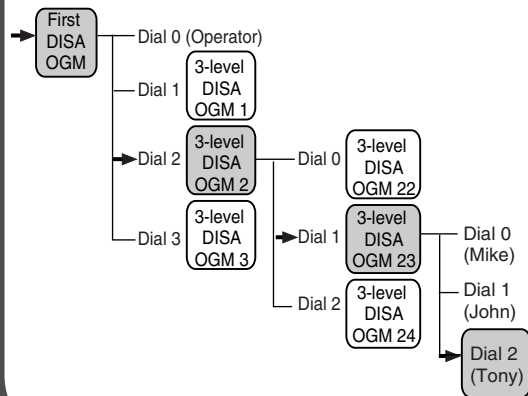 First
DISA
OGM
Dial 0 (Operator)
Dial 1
3-level
DISA
OGM 1
Dial 2
3-level
DISA
OGM 2
Dial 3
3-level
DISA
OGM 3
Dial 0
3-level
DISA
OGM 22
Dial 1
3-level
DISA
OGM 23
Dial 2
3-level
DISA
OGM 24
Dial 0
(Mike)
Dial 1
(John)
Dial 2
(Tony)